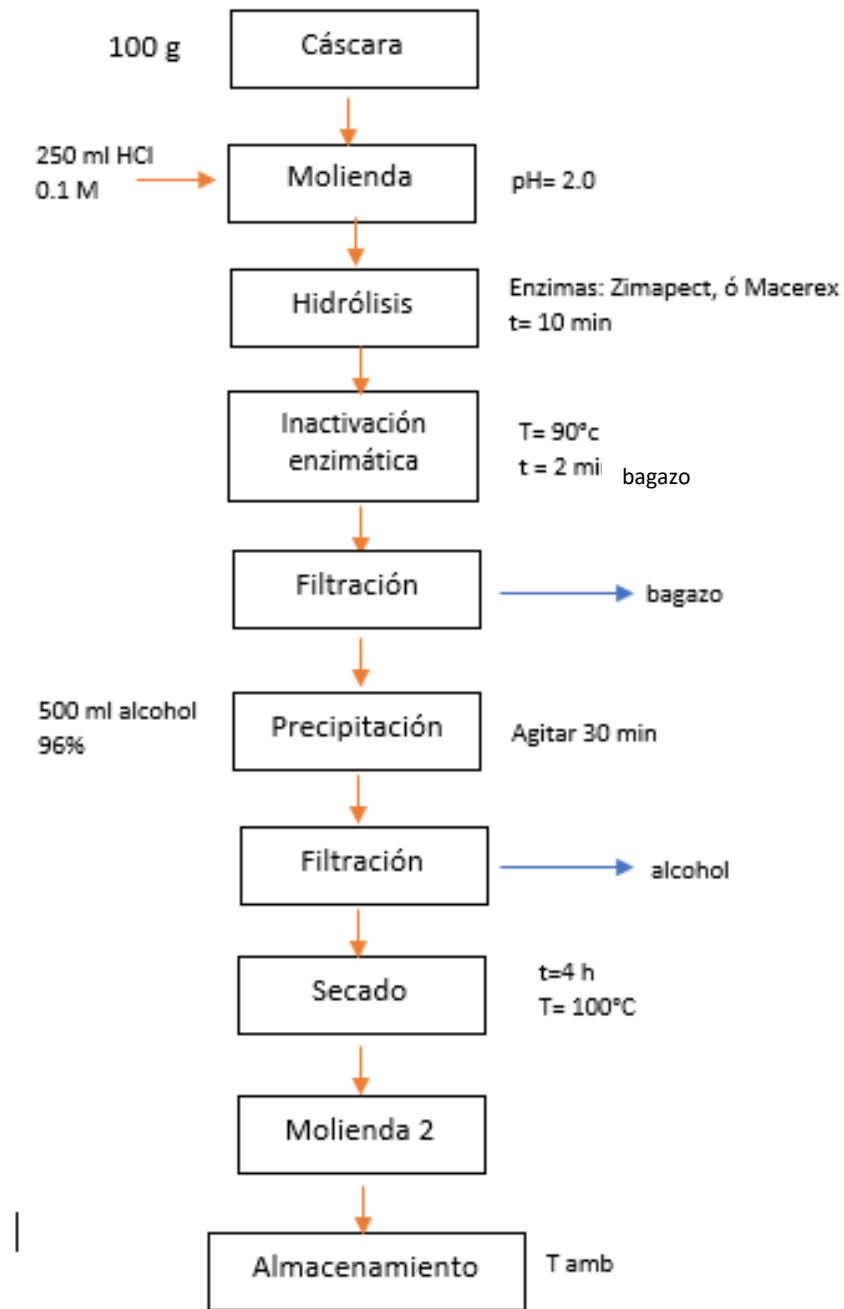 100 g
Cáscara
250 ml HCl
0.1 M
Molienda
pH= 2.0
Hidrólisis
Enzimas: Zimapect, ó Macerex
t= 10 min
Inactivación
enzimática
T= 90°c
t = 2 mi
bagazo
Filtración
bagazo
500 ml alcohol
96%
Precipitación
Agitar 30 min
Filtración
alcohol
Secado
t=4 h
T= 100°C
Molienda 2
Almacenamiento
T amb